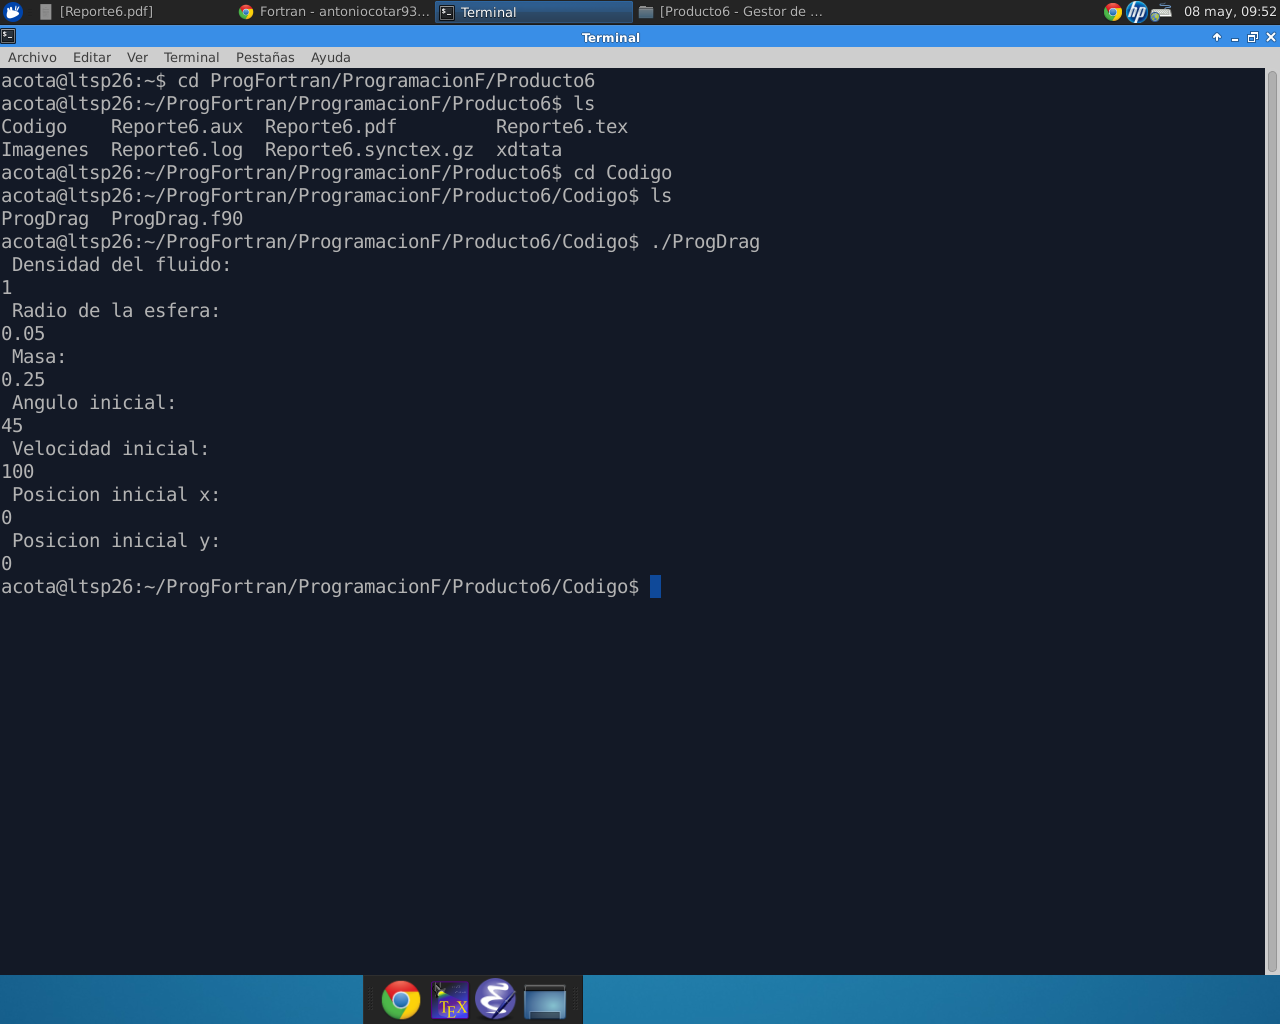 [Reporte6.pdf]
Fortran - antoniocotar93...
Terminal
[Producto6 - Gestor de ...
08 may, 09:52
Terminal
Archivo Editar Ver Terminal Pestañas Ayuda
acota@ltsp26:~$ cd ProgFortran/ProgramacionF/Producto6
acota@ltsp26:~/ProgFortran/ProgramacionF/Producto6$ ls
Codigo    Reporte6.aux  Reporte6.pdf         Reporte6.tex
Imagenes  Reporte6.log  Reporte6.synctex.gz  xdtata
acota@ltsp26:~/ProgFortran/ProgramacionF/Producto6$ cd Codigo
acota@ltsp26:~/ProgFortran/ProgramacionF/Producto6/Codigo$ ls
ProgDrag  ProgDrag.f90
acota@ltsp26:~/ProgFortran/ProgramacionF/Producto6/Codigo$ ./ProgDrag
 Densidad del fluido:
1
 Radio de la esfera:
0.05
 Masa:
0.25
 Angulo inicial:
45
 Velocidad inicial:
100
 Posicion inicial x:
0
 Posicion inicial y:
0
acota@ltsp26:~/ProgFortran/ProgramacionF/Producto6/Codigo$
hp
TEX